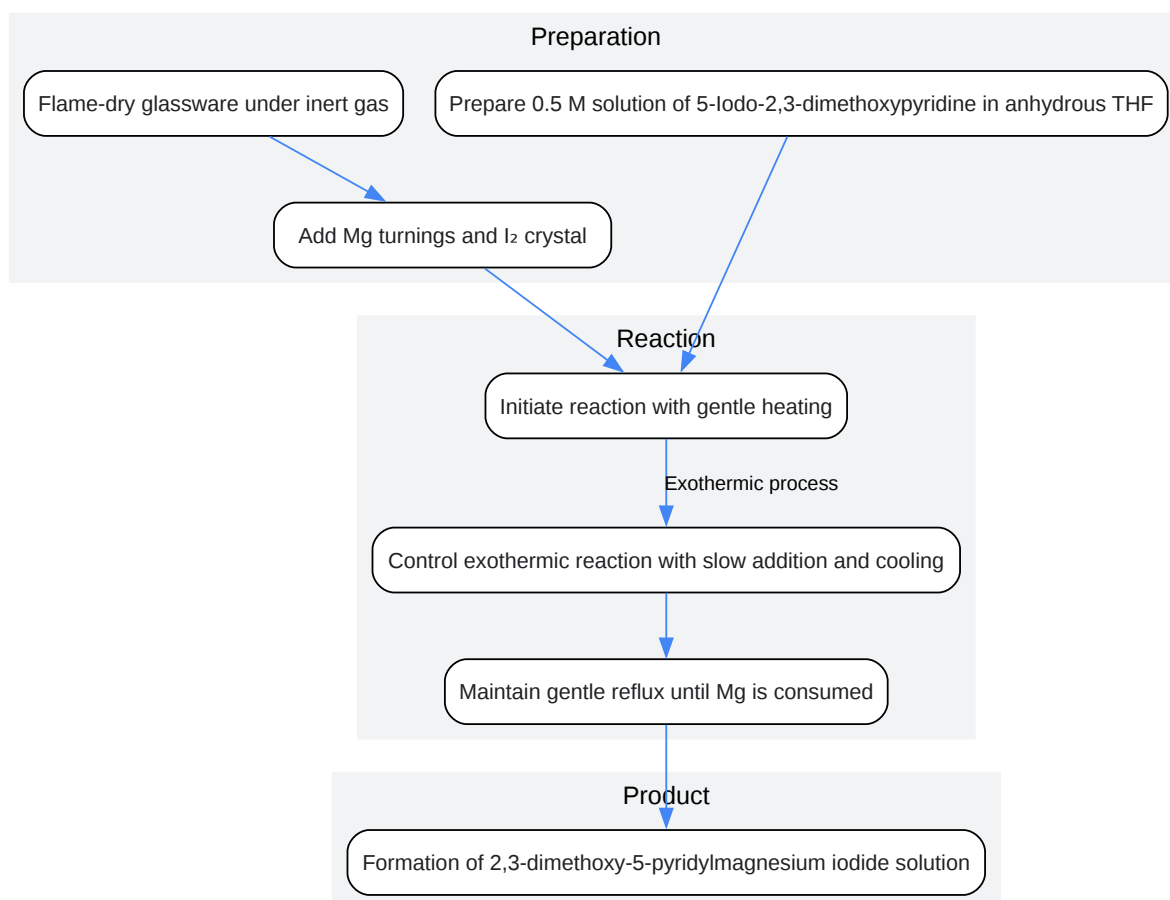 Preparation
Flame-dry glassware under inert gas
Prepare 0.5 M solution of 5-Iodo-2,3-dimethoxypyridine in anhydrous THF
Add Mg turnings and I₂ crystal
Reaction
Initiate reaction with gentle heating
Exothermic process
Control exothermic reaction with slow addition and cooling
Maintain gentle reflux until Mg is consumed
Product
Formation of 2,3-dimethoxy-5-pyridylmagnesium iodide solution